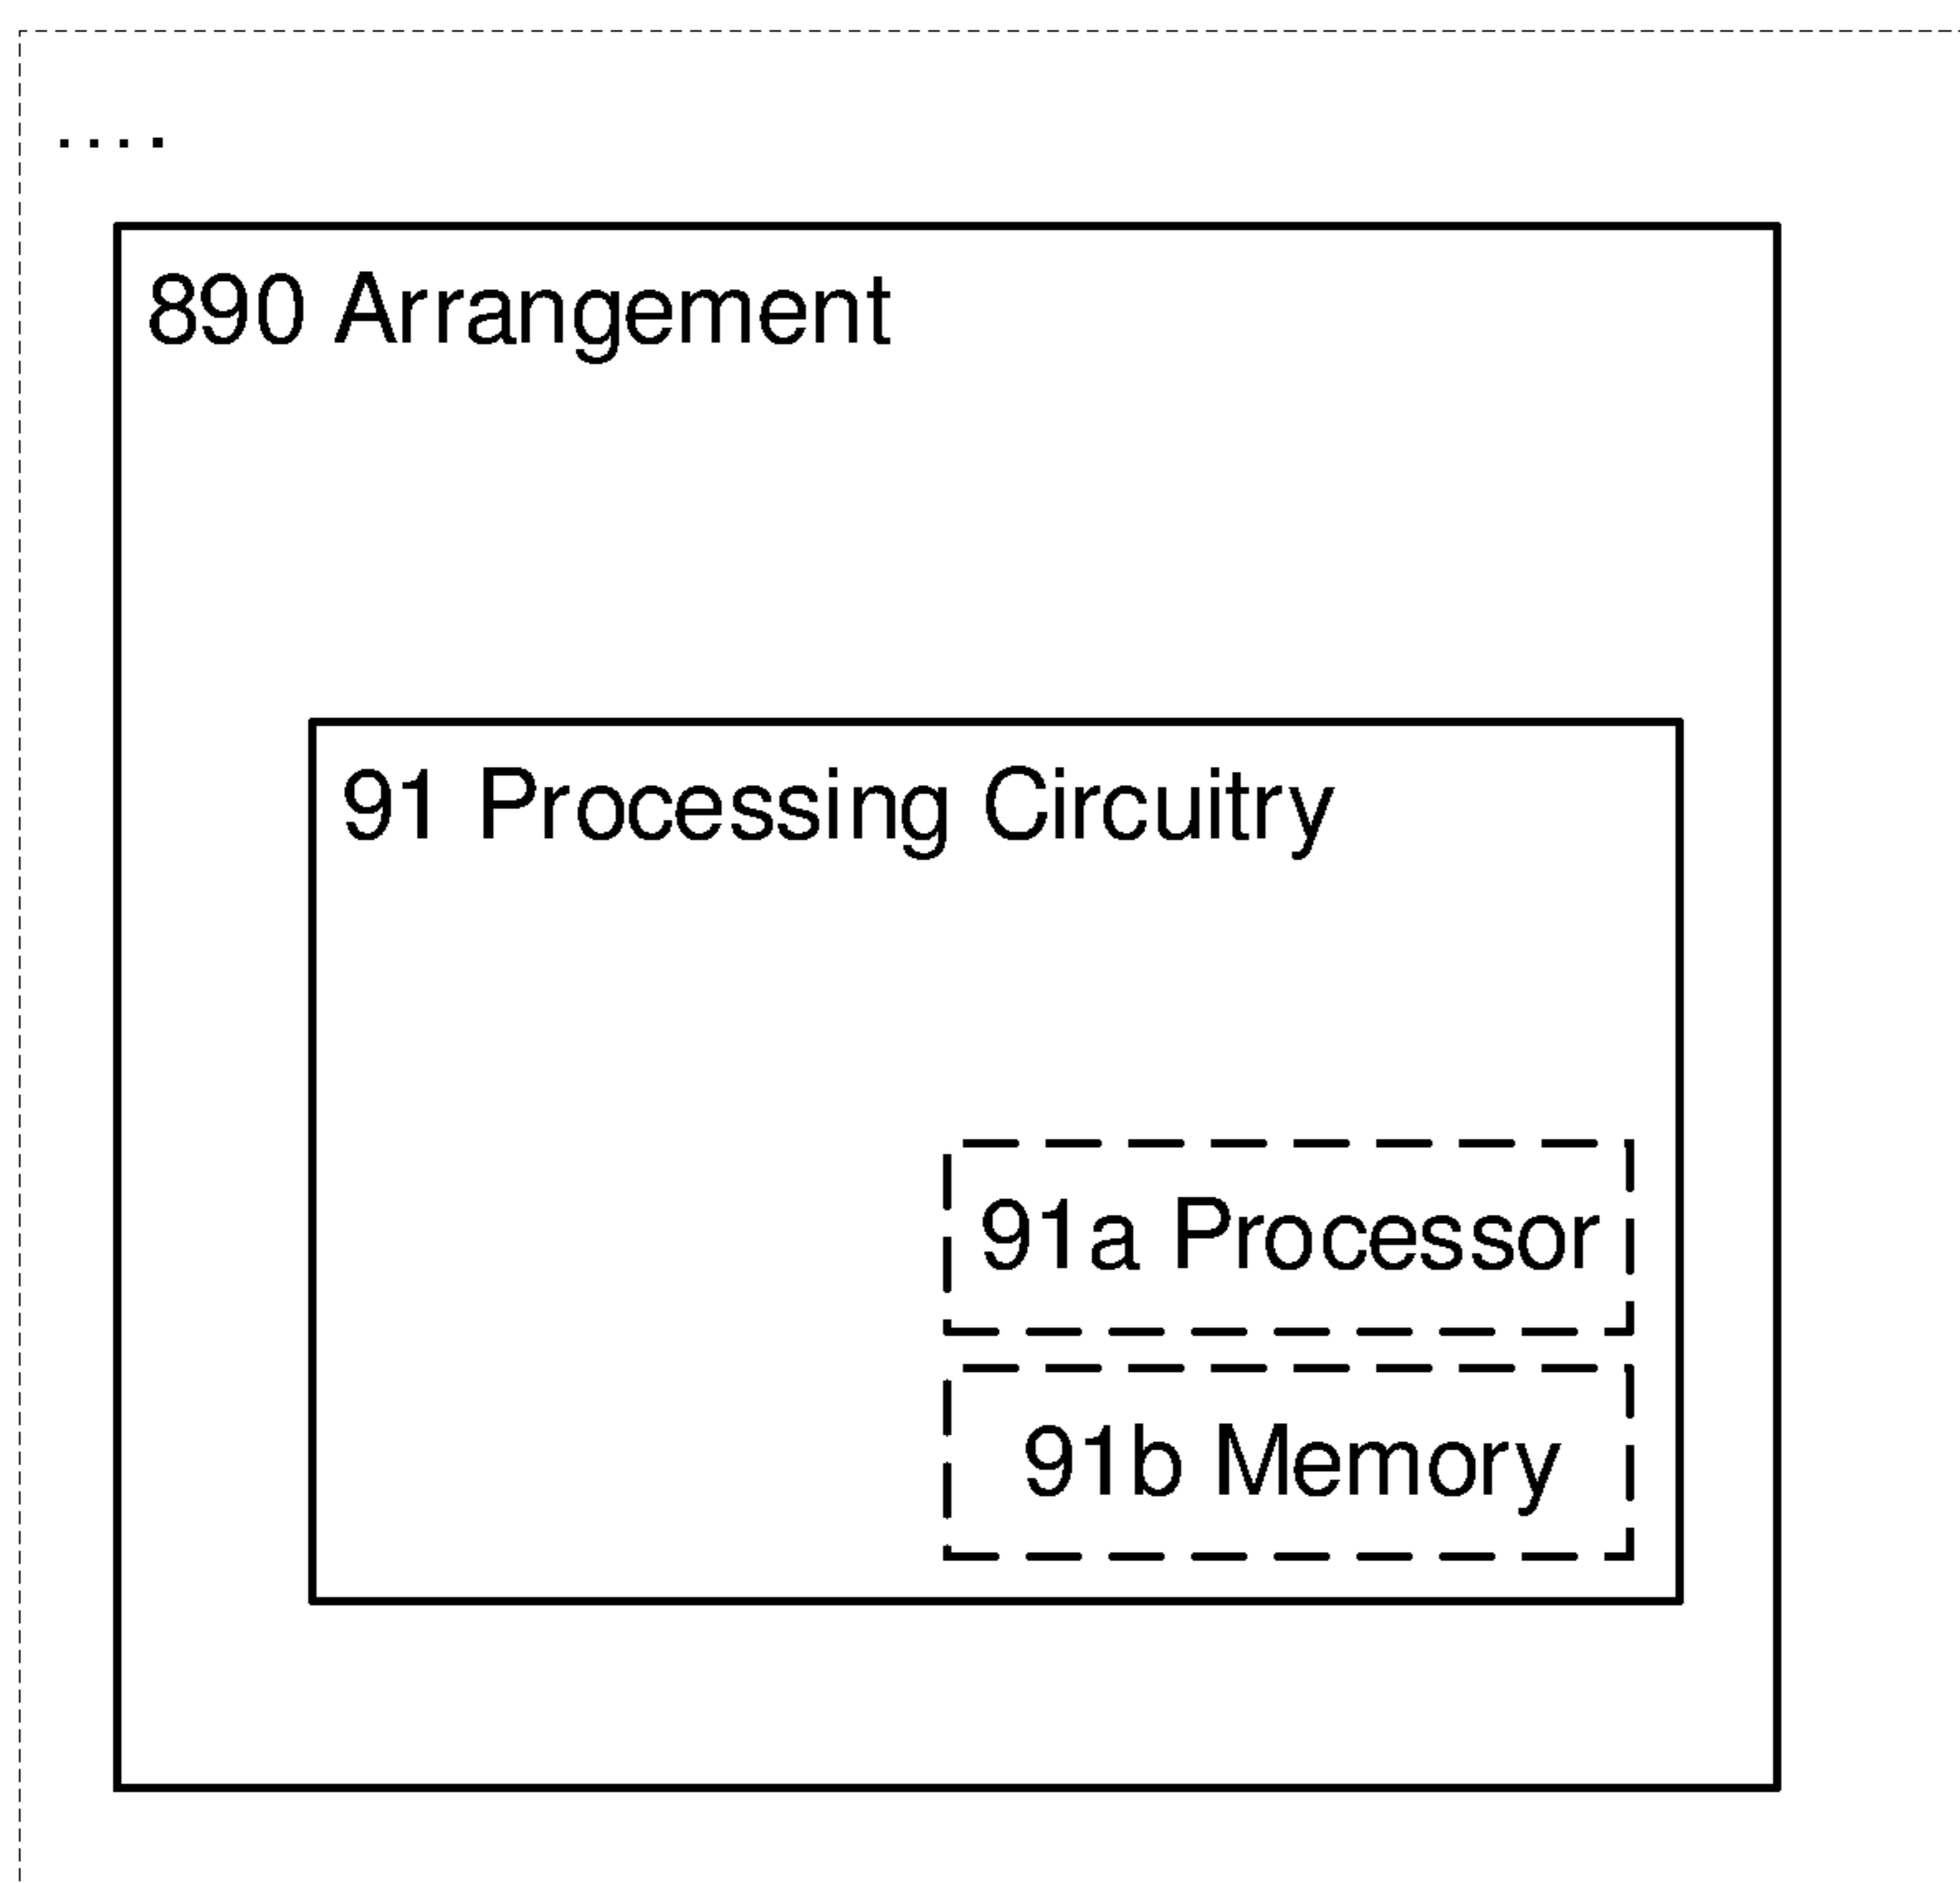 ....
890 Arrangement
91 Processing Circuitry
91a Processor
91b Memory